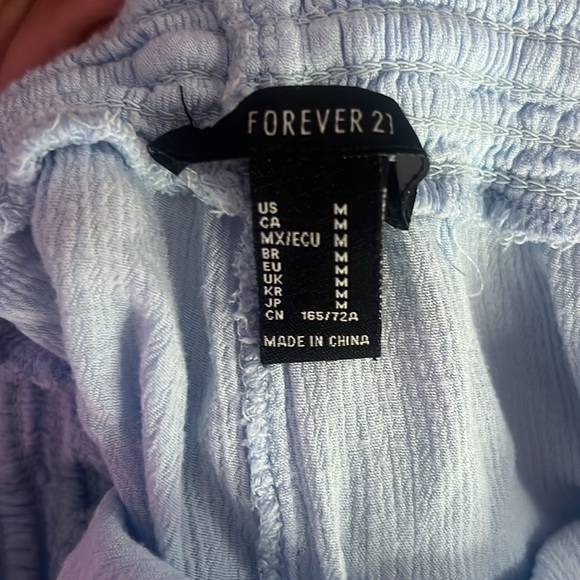 FOREVER 21
US M
CA M
MX/ECU M
BR M
EU M
UK M
KR M
JP M
CN 165/72A
MADE IN CHINA